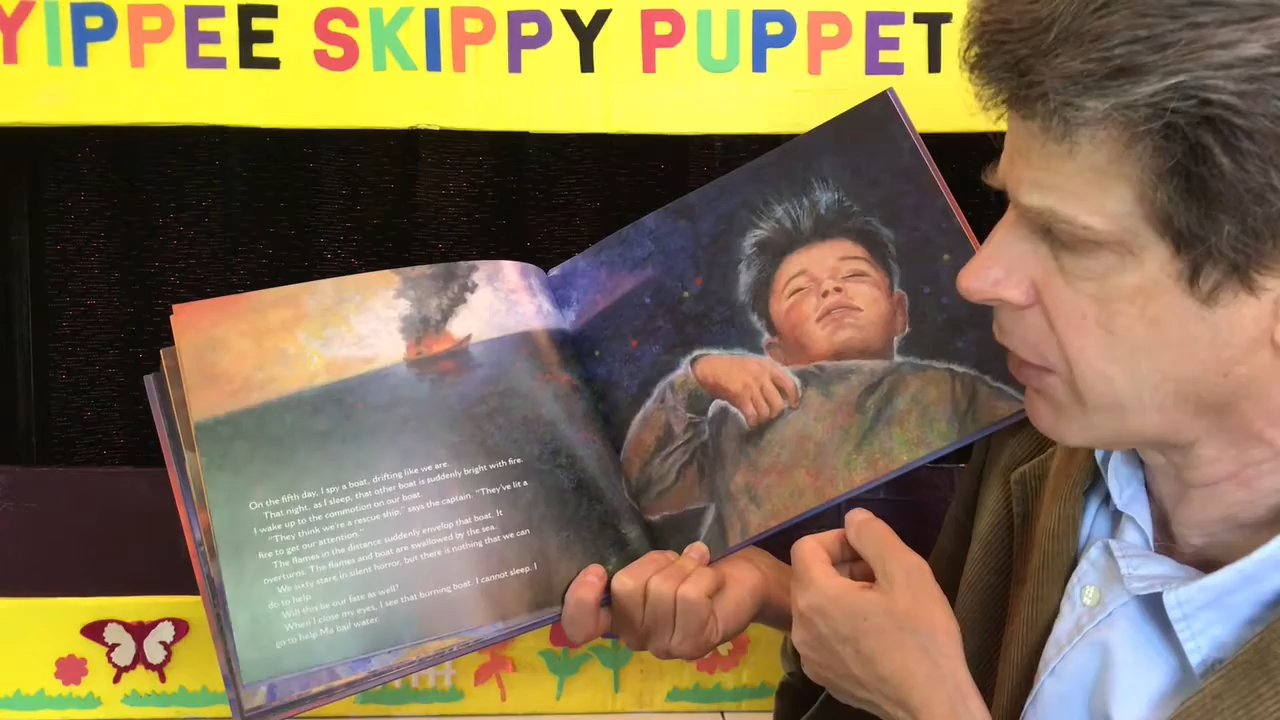 YIPPEE SKIPPY PUPPET
On the fifth day, I spy a boat, drifting like we are.
That night, as I sleep, that other boat is suddenly bright with fire.
I wake up to the commotion on our boat.
"They think we're a rescue ship," says the captain. "They've lit a
fire to get our attention."
The flames in the distance suddenly envelop that boat. It
overturns. The flames and boat are swallowed by the sea.
We sixty stare in silent horror, but there is nothing that we can
do to help.
Will this be our fate as well?
When I close my eyes, I see that burning boat. I cannot sleep. I
go to help Ma bail water.